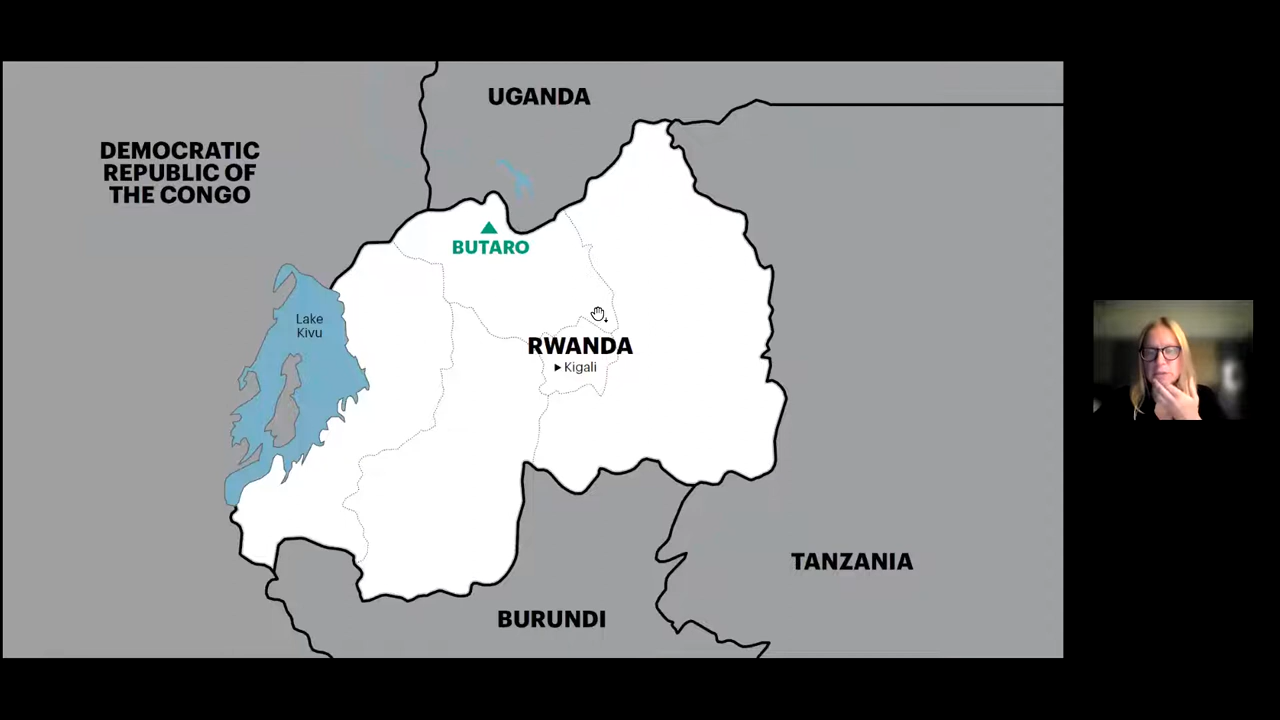 UGANDA
DEMOCRATIC
REPUBLIC OF
THE CONGO
BUTARO
Lake
Kivu
RWANDA
Kigali
TANZANIA
BURUNDI